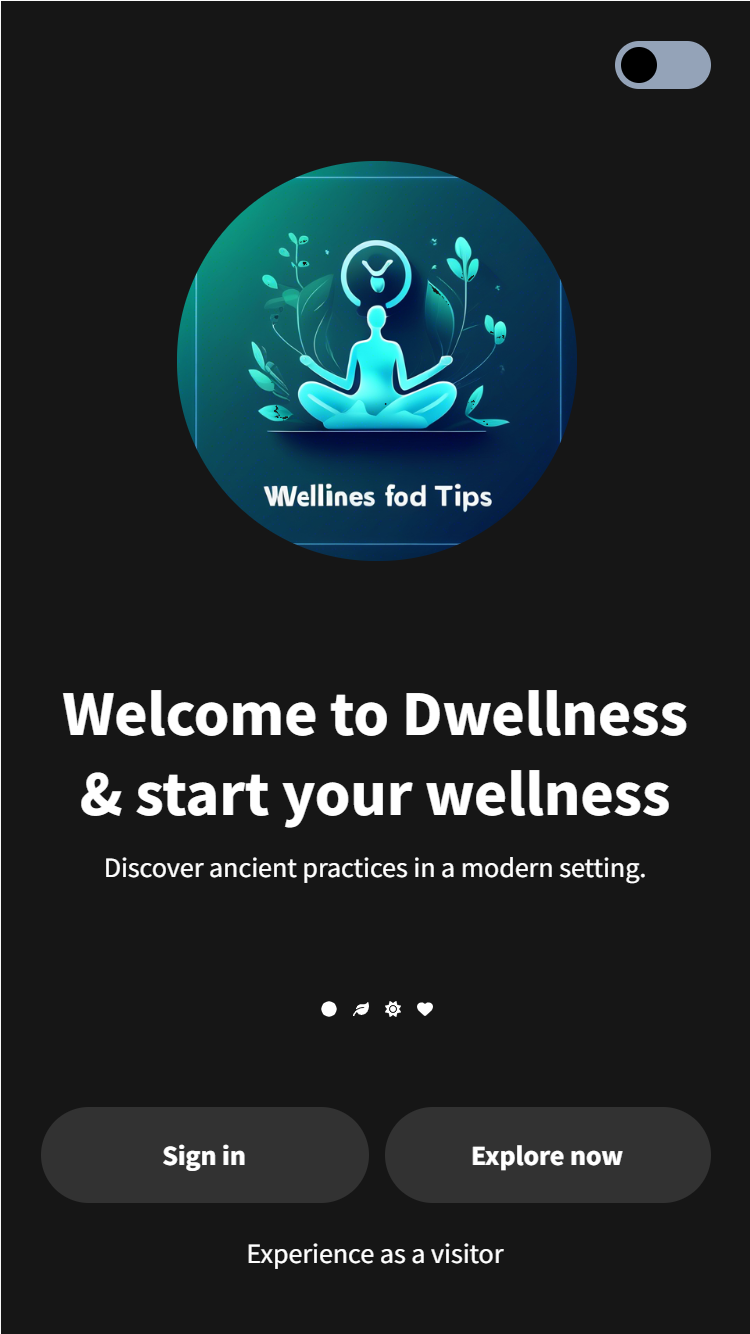 Wellines fod Tips
Welcome to Dwellness
& start your wellness
Discover ancient practices in a modern setting.
Sign in
Explore now
Experience as a visitor